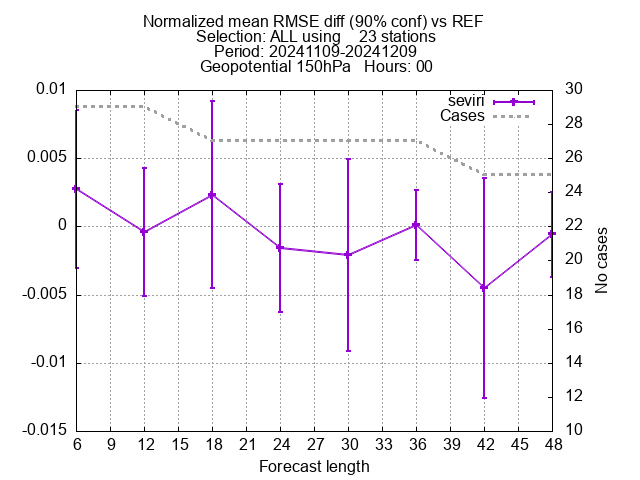 Normalized mean RMSE diff (90% conf) vs REF
Selection: ALL using 23 stations
Period: 20241109-20241209
Geopotential 150hPa Hours: 00
0.01
0.005
0
-0.005
-0.01
-0.015
30
28
26
24
22
20
18
16
14
12
10
seviri
Cases
No cases
6 9 12 15 18 21 24 27 30 33 36 39 42 45 48
Forecast length